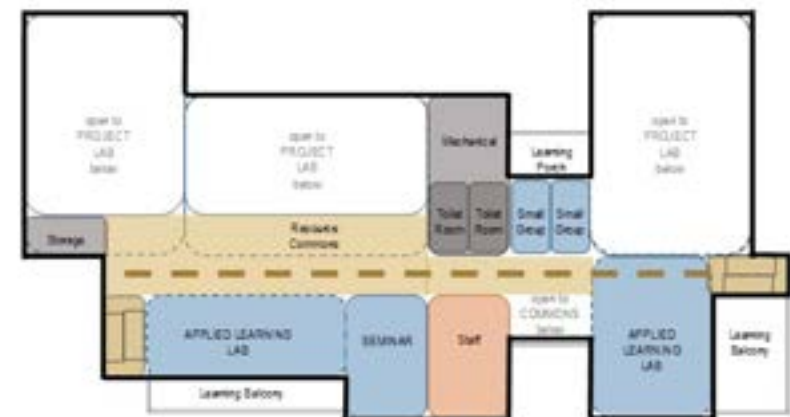 open to
PROJECT
LAB
below
open to
PROJECT
LAB
below
Mechanical
Learning
Porch
open to
PROJECT
LAB
below
Storage
Resource
Commons
Toilet
Room
Toilet
Room
Small
Group
Small
Group
APPLIED LEARNING
LAB
SEMINAR
Staff
open to
COMMONS
below
APPLIED
LEARNING
LAB
Learning
Balcony
Learning Balcony